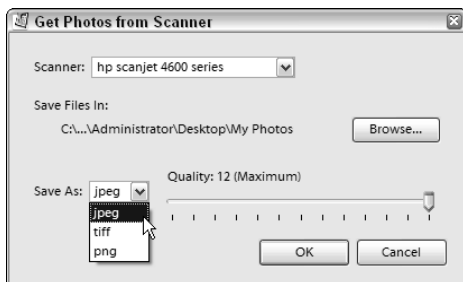 Get Photos from Scanner
Scanner: hp scanjet 4600 series
Save Files In:
C:\...\Administrator\Desktop\My Photos Browse...
Quality: 12 (Maximum)
Save As: jpeg
jpeg
tiff
png
OK Cancel